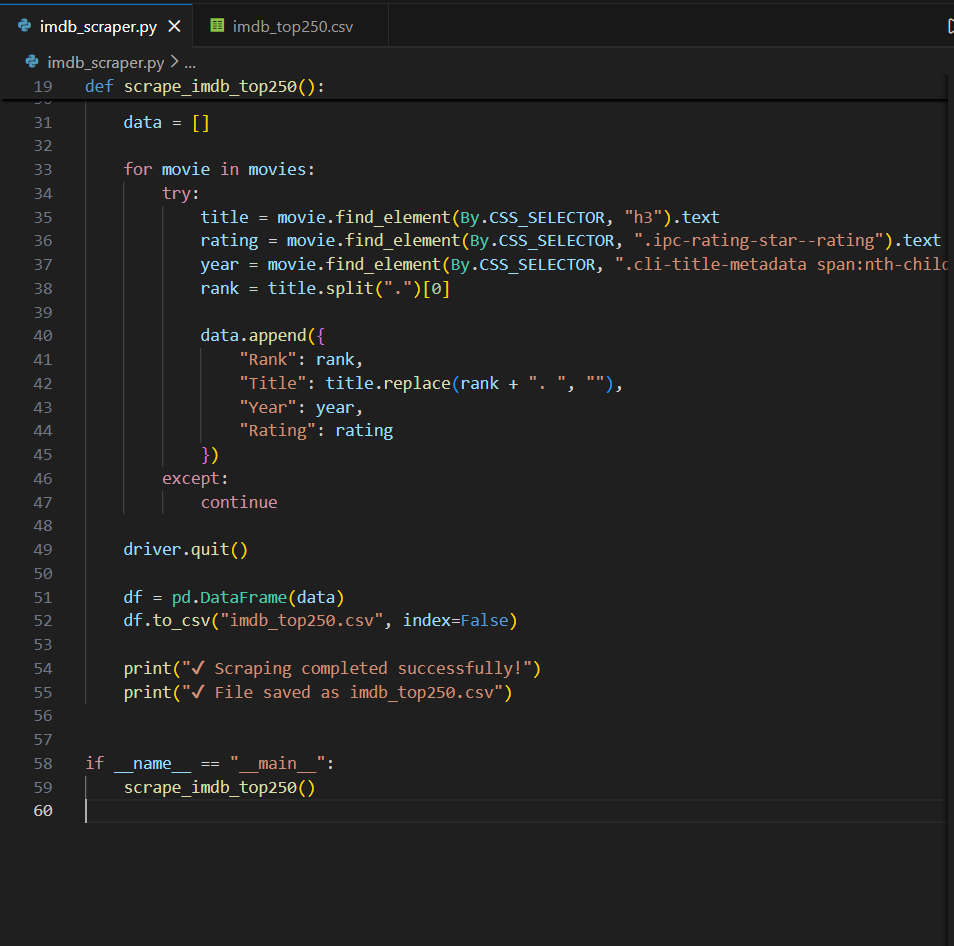 imdb_scraper.py
imdb_top250.csv
imdb_scraper.py > ...
19 def scrape_imdb_top250():
31 data = []
32
33 for movie in movies:
34 try:
35 title = movie.find_element(By.CSS_SELECTOR, "h3").text
36 rating = movie.find_element(By.CSS_SELECTOR, ".ipc-rating-star--rating").text
37 year = movie.find_element(By.CSS_SELECTOR, ".cli-title-metadata span:nth-child
38 rank = title.split(".")[0]
39
40 data.append({
41 "Rank": rank,
42 "Title": title.replace(rank + ". ", ""),
43 "Year": year,
44 "Rating": rating
45 })
46 except:
47 continue
48
49 driver.quit()
50
51 df = pd.DataFrame(data)
52 df.to_csv("imdb_top250.csv", index=False)
53
54 print("✓ Scraping completed successfully!")
55 print("✓ File saved as imdb_top250.csv")
56
57
58 if __name__ == "__main__":
59 scrape_imdb_top250()
60